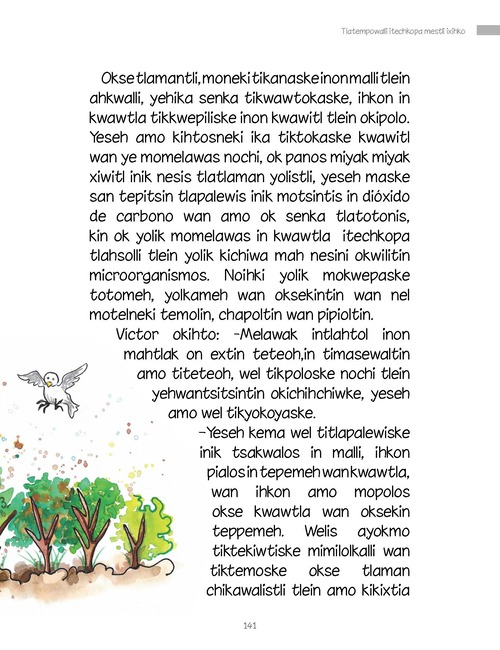 Tlatempowalli itechkopa mestli ixihko
Okse tlamantli, moneki tikanaske inon malli tlein
ahkwalli, yehika senka tikwawtokaske, ihkon in
kwawtla tikkwepiliske inon kwawitl tlein okipolo.
Yeseh amo kihtosneki ika tiktokaske kwawitl
wan ye momelawas nochi, ok panos miyak miyak
xiwitl inik nesis tlatlaman yolistli, yeseh maske
san tepitsin tlapalewis inik motsintis in dióxido
de carbono wan amo ok senka tlatotonis,
kin ok yolik momelawas in kwawtla itechkopa
tlahsolli tlein yolik kichiwa mah nesini okwilitin
microorganismos. Noihki yolik mokwepaske
totomeh, yolkameh wan oksekintin wan nel
motelneki temolin, chapoltin wan pipioltin.
Victor okihto: -Melawak intlahtol inon
mahtlak on extin teteoh,in timasewaltin
amo titeteoh, wel tikpoloske nochi tlein
yehwantsitsintin okichihchiwke, yeseh
amo wel tikyokoyaske.
-Yeseh kema wel titlapalewiske
inik tsakwalos in malli, ihkon
pialos in tepemeh wan kwawtla,
wan ihkon amo mopolos
okse kwawtla wan oksekin
teppemeh. Welis ayokmo
tiktekiwtiske mimilolkalli wan
tiktemoske okse tlaman
chikawalistli tlein amo kikixtia
141